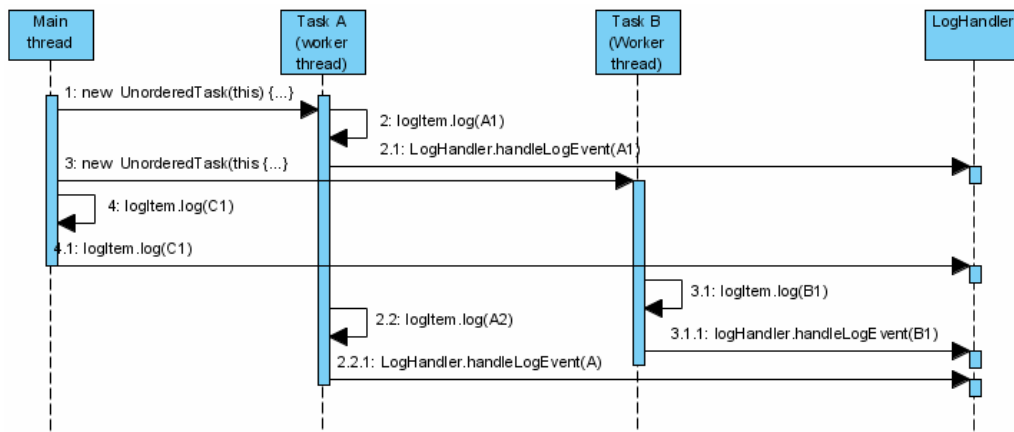 Main
thread
Task A
(worker
thread)
Task B
(Worker
thread)
LogHandler
1: new UnorderedTask(this) {...}
2: logItem.log(A1)
2.1: LogHandler.handleLogEvent(A1)
3: new UnorderedTask(this {...}
4: logItem.log(C1)
4.1: logItem.log(C1)
3.1: logItem.log(B1)
2.2: logItem.log(A2)
3.1.1: logHandler.handleLogEvent(B1)
2.2.1: LogHandler.handleLogEvent(A)